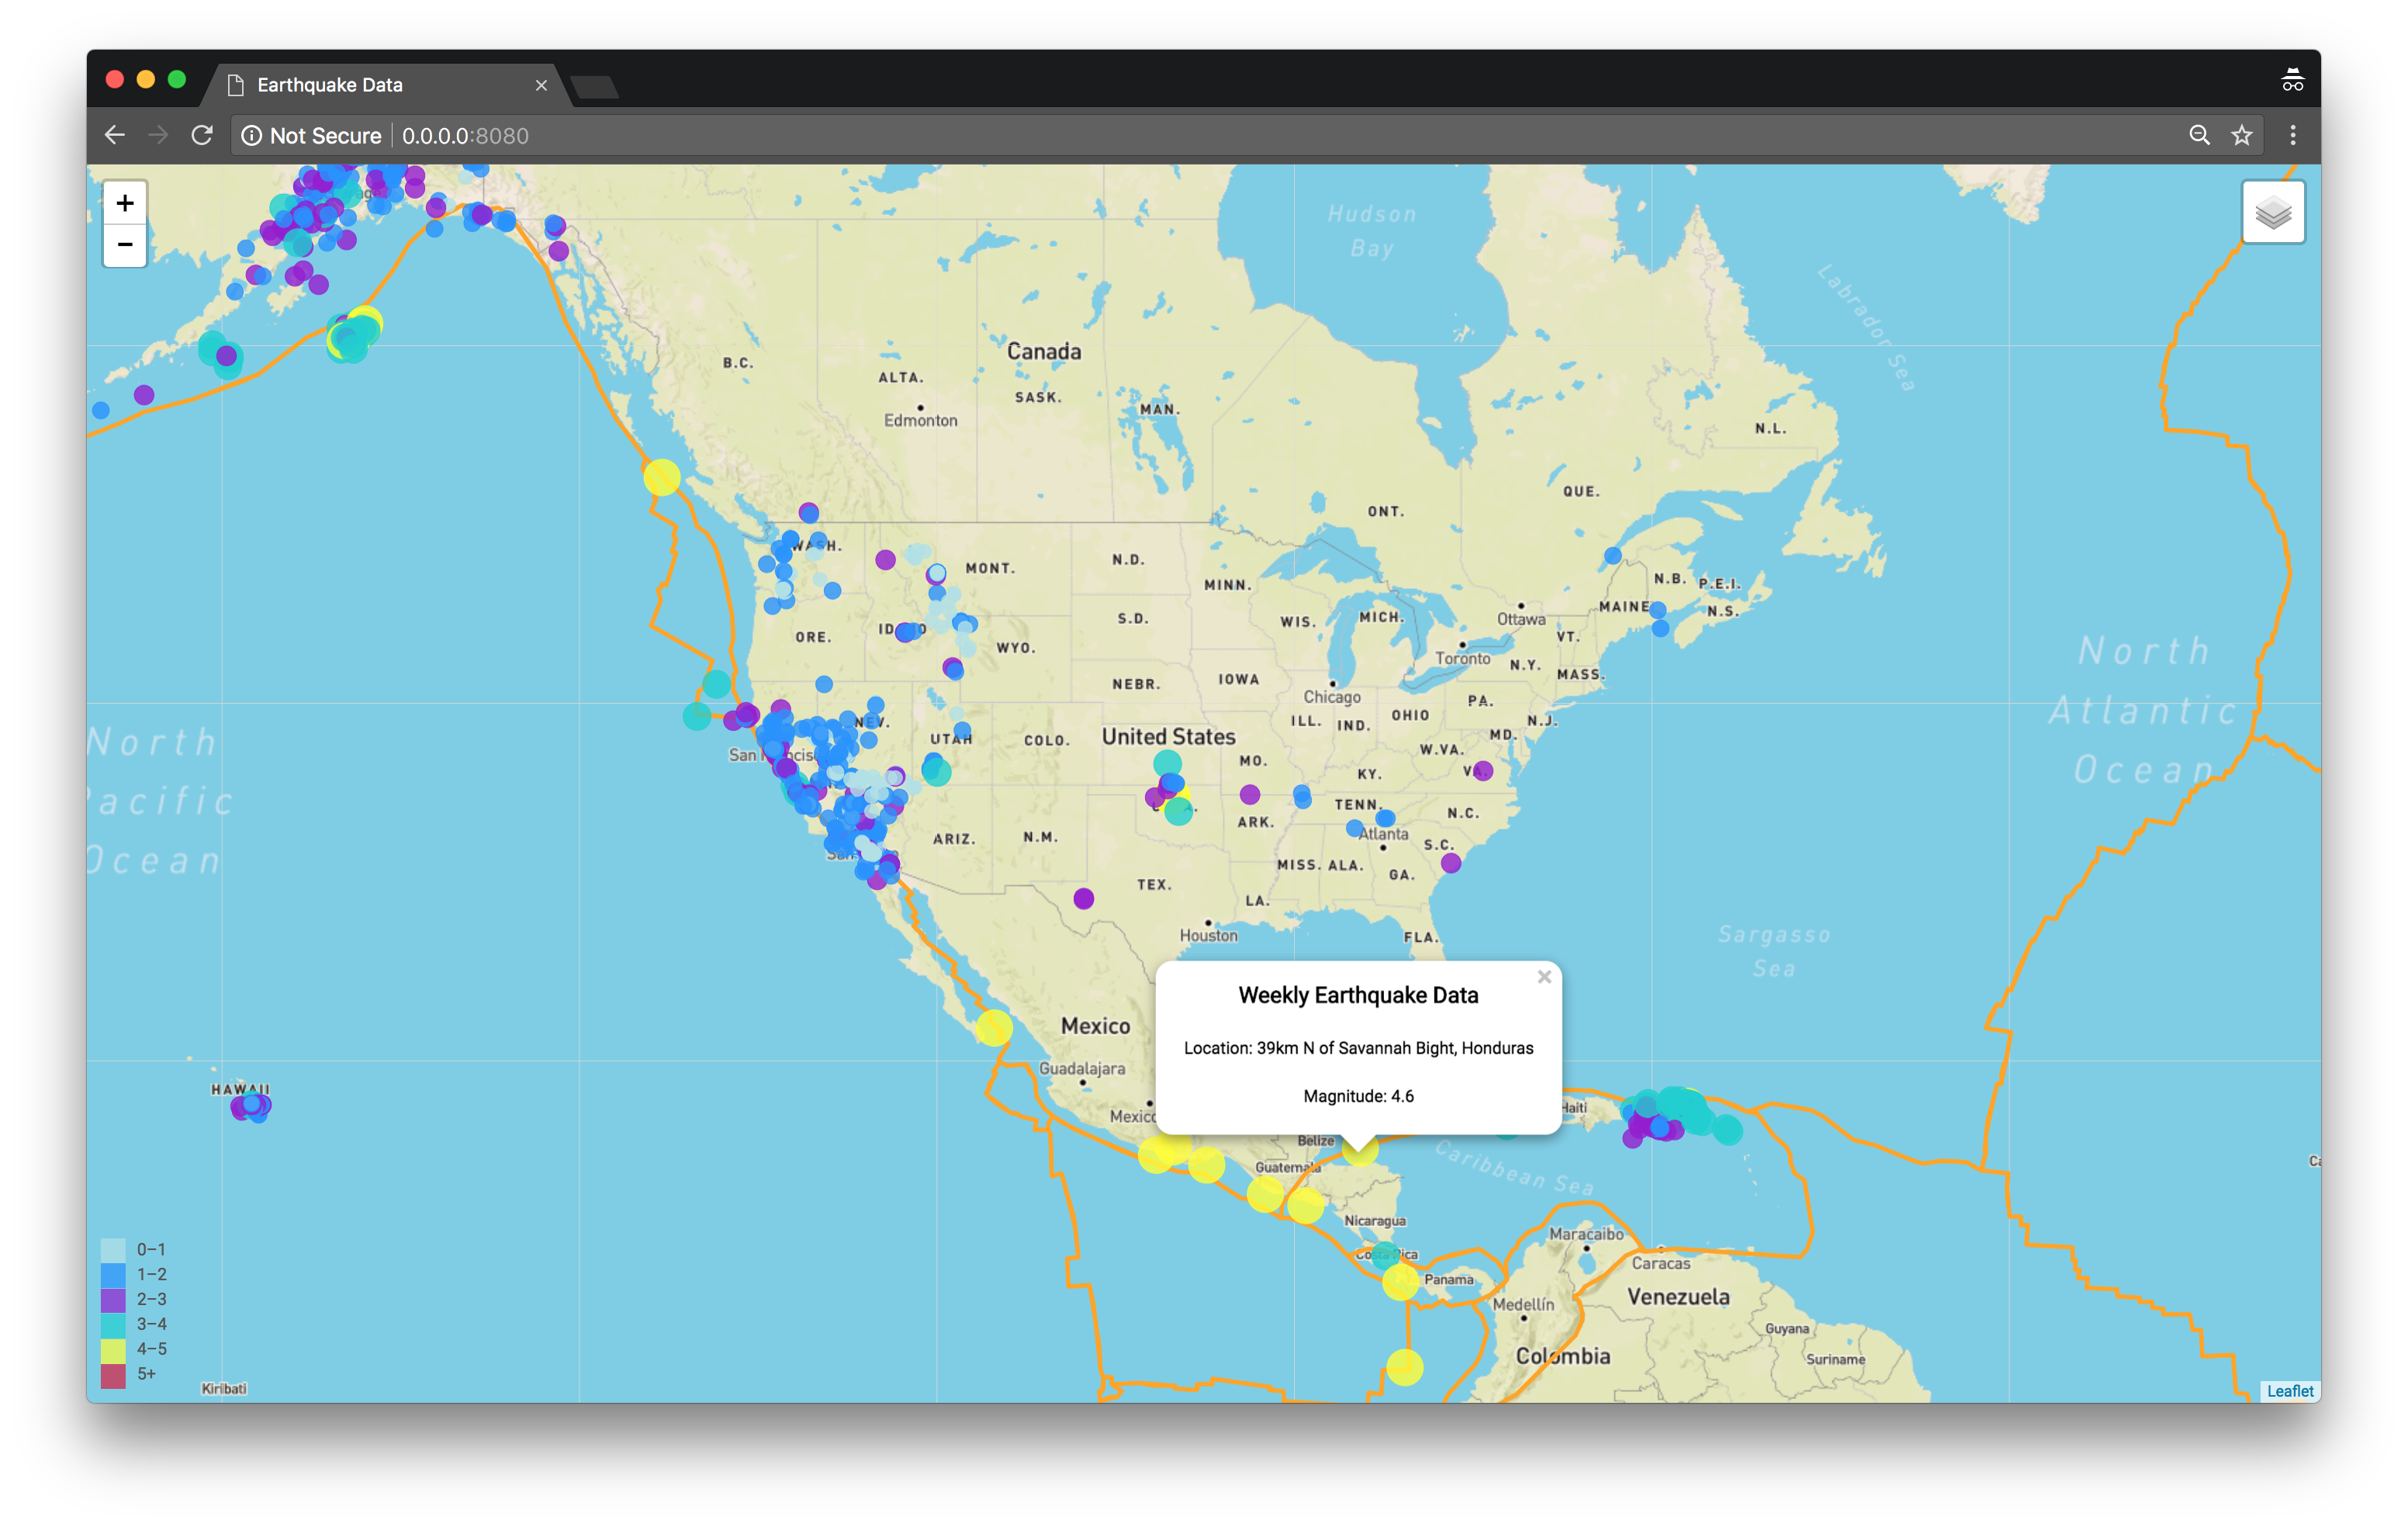 Earthquake Data
Not Secure
0.0.0.0:8080
+
−
Hudson
Bay
Labrador Sea
Canada
B.C.
ALTA.
SASK.
MAN.
Edmonton
N.L.
QUE.
ONT.
WASH.
MONT.
N.D.
MINN.
N.B.
P.E.I.
MAINE
N.S.
Ottawa
ORE.
WYO.
S.D.
WIS.
MICH.
VT.
Toronto
N.Y.
MASS.
North
Atlantic
Ocean
NEBR.
IOWA
Chicago
PA.
ILL.
IND.
OHIO
N.J.
NEV.
UTAH
COLO.
United States
MD.
W.VA.
MO.
KY.
VA.
North
Pacific
Ocean
TENN.
ARK.
N.C.
ARIZ.
N.M.
Atlanta
S.C.
MISS.
ALA.
GA.
TEX.
LA.
Houston
FLA.
Sargasso
Sea
Weekly Earthquake Data
Location: 39km N of Savannah Bight, Honduras
Magnitude: 4.6
Mexico
Guadalajara
HAWAII
Haiti
Belize
Guatemala
Caribbean Sea
Nicaragua
Costa Rica
Panama
Maracaibo
Caracas
Venezuela
Medellín
Colombia
Guyana
Suriname
0–1
1–2
2–3
3–4
4–5
5+
Kiribati
Leaflet